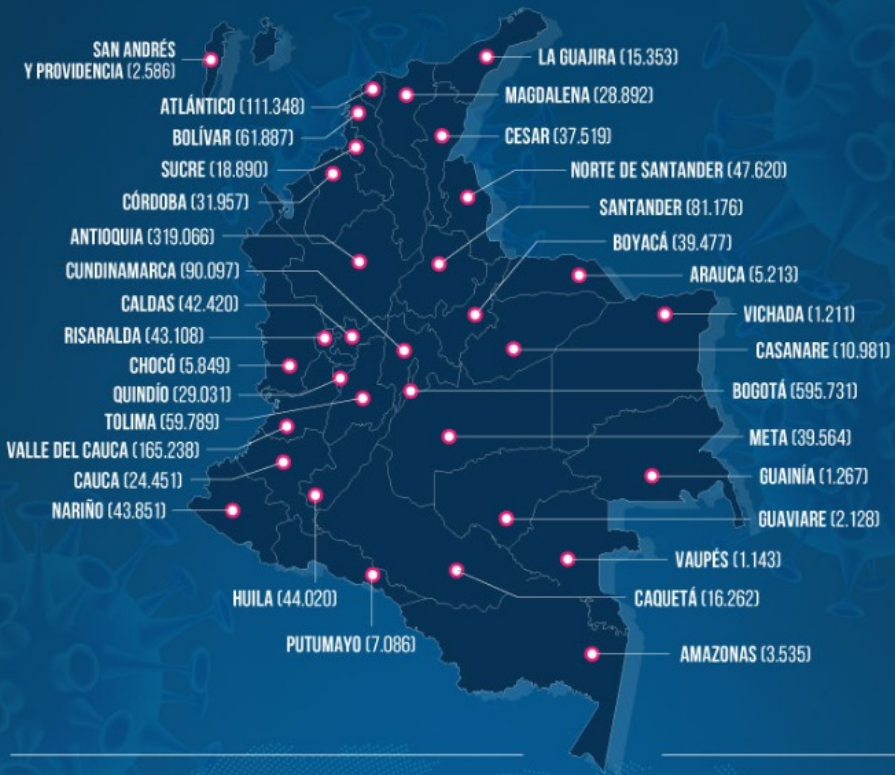 SAN ANDRÉS
Y PROVIDENCIA (2.586)
ATLÁNTICO (111.348)
BOLÍVAR (61.887)
SUCRE (18.890)
CÓRDOBA (31.957)
ANTIOQUIA (319.066)
CUNDINAMARCA (90.097)
CALDAS (42.420)
RISARALDA (43.108)
CHOCÓ (5.849)
QUINDÍO (29.031)
TOLIMA (59.789)
VALLE DEL CAUCA (165.238)
CAUCA (24.451)
NARIÑO (43.851)
HUILA (44.020)
PUTUMAYO (7.086)
LA GUAJIRA (15.353)
MAGDALENA (28.892)
CESAR (37.519)
NORTE DE SANTANDER (47.620)
SANTANDER (81.176)
BOYACÁ (39.477)
ARAUCA (5.213)
VICHADA (1.211)
CASANARE (10.981)
BOGOTÁ (595.731)
META (39.564)
GUAINÍA (1.267)
GUAVIARE (2.128)
VAUPÉS (1.143)
CAQUETÁ (16.262)
AMAZONAS (3.535)